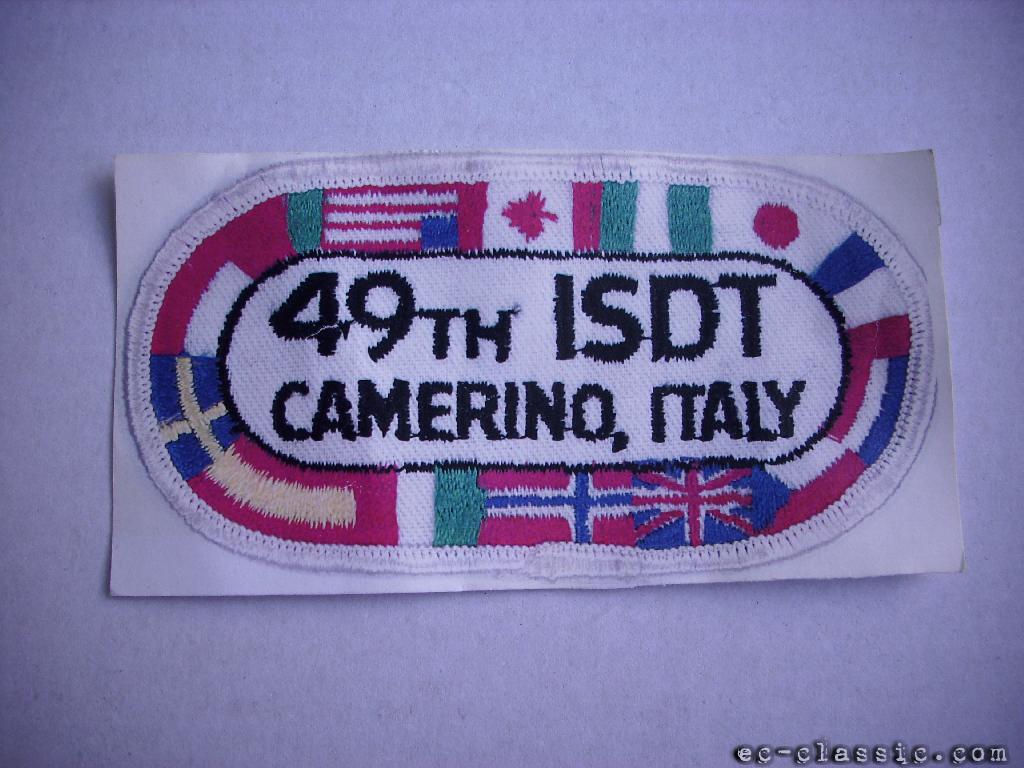 49TH ISDT
CAMERINO, ITALY
ec-classic.com